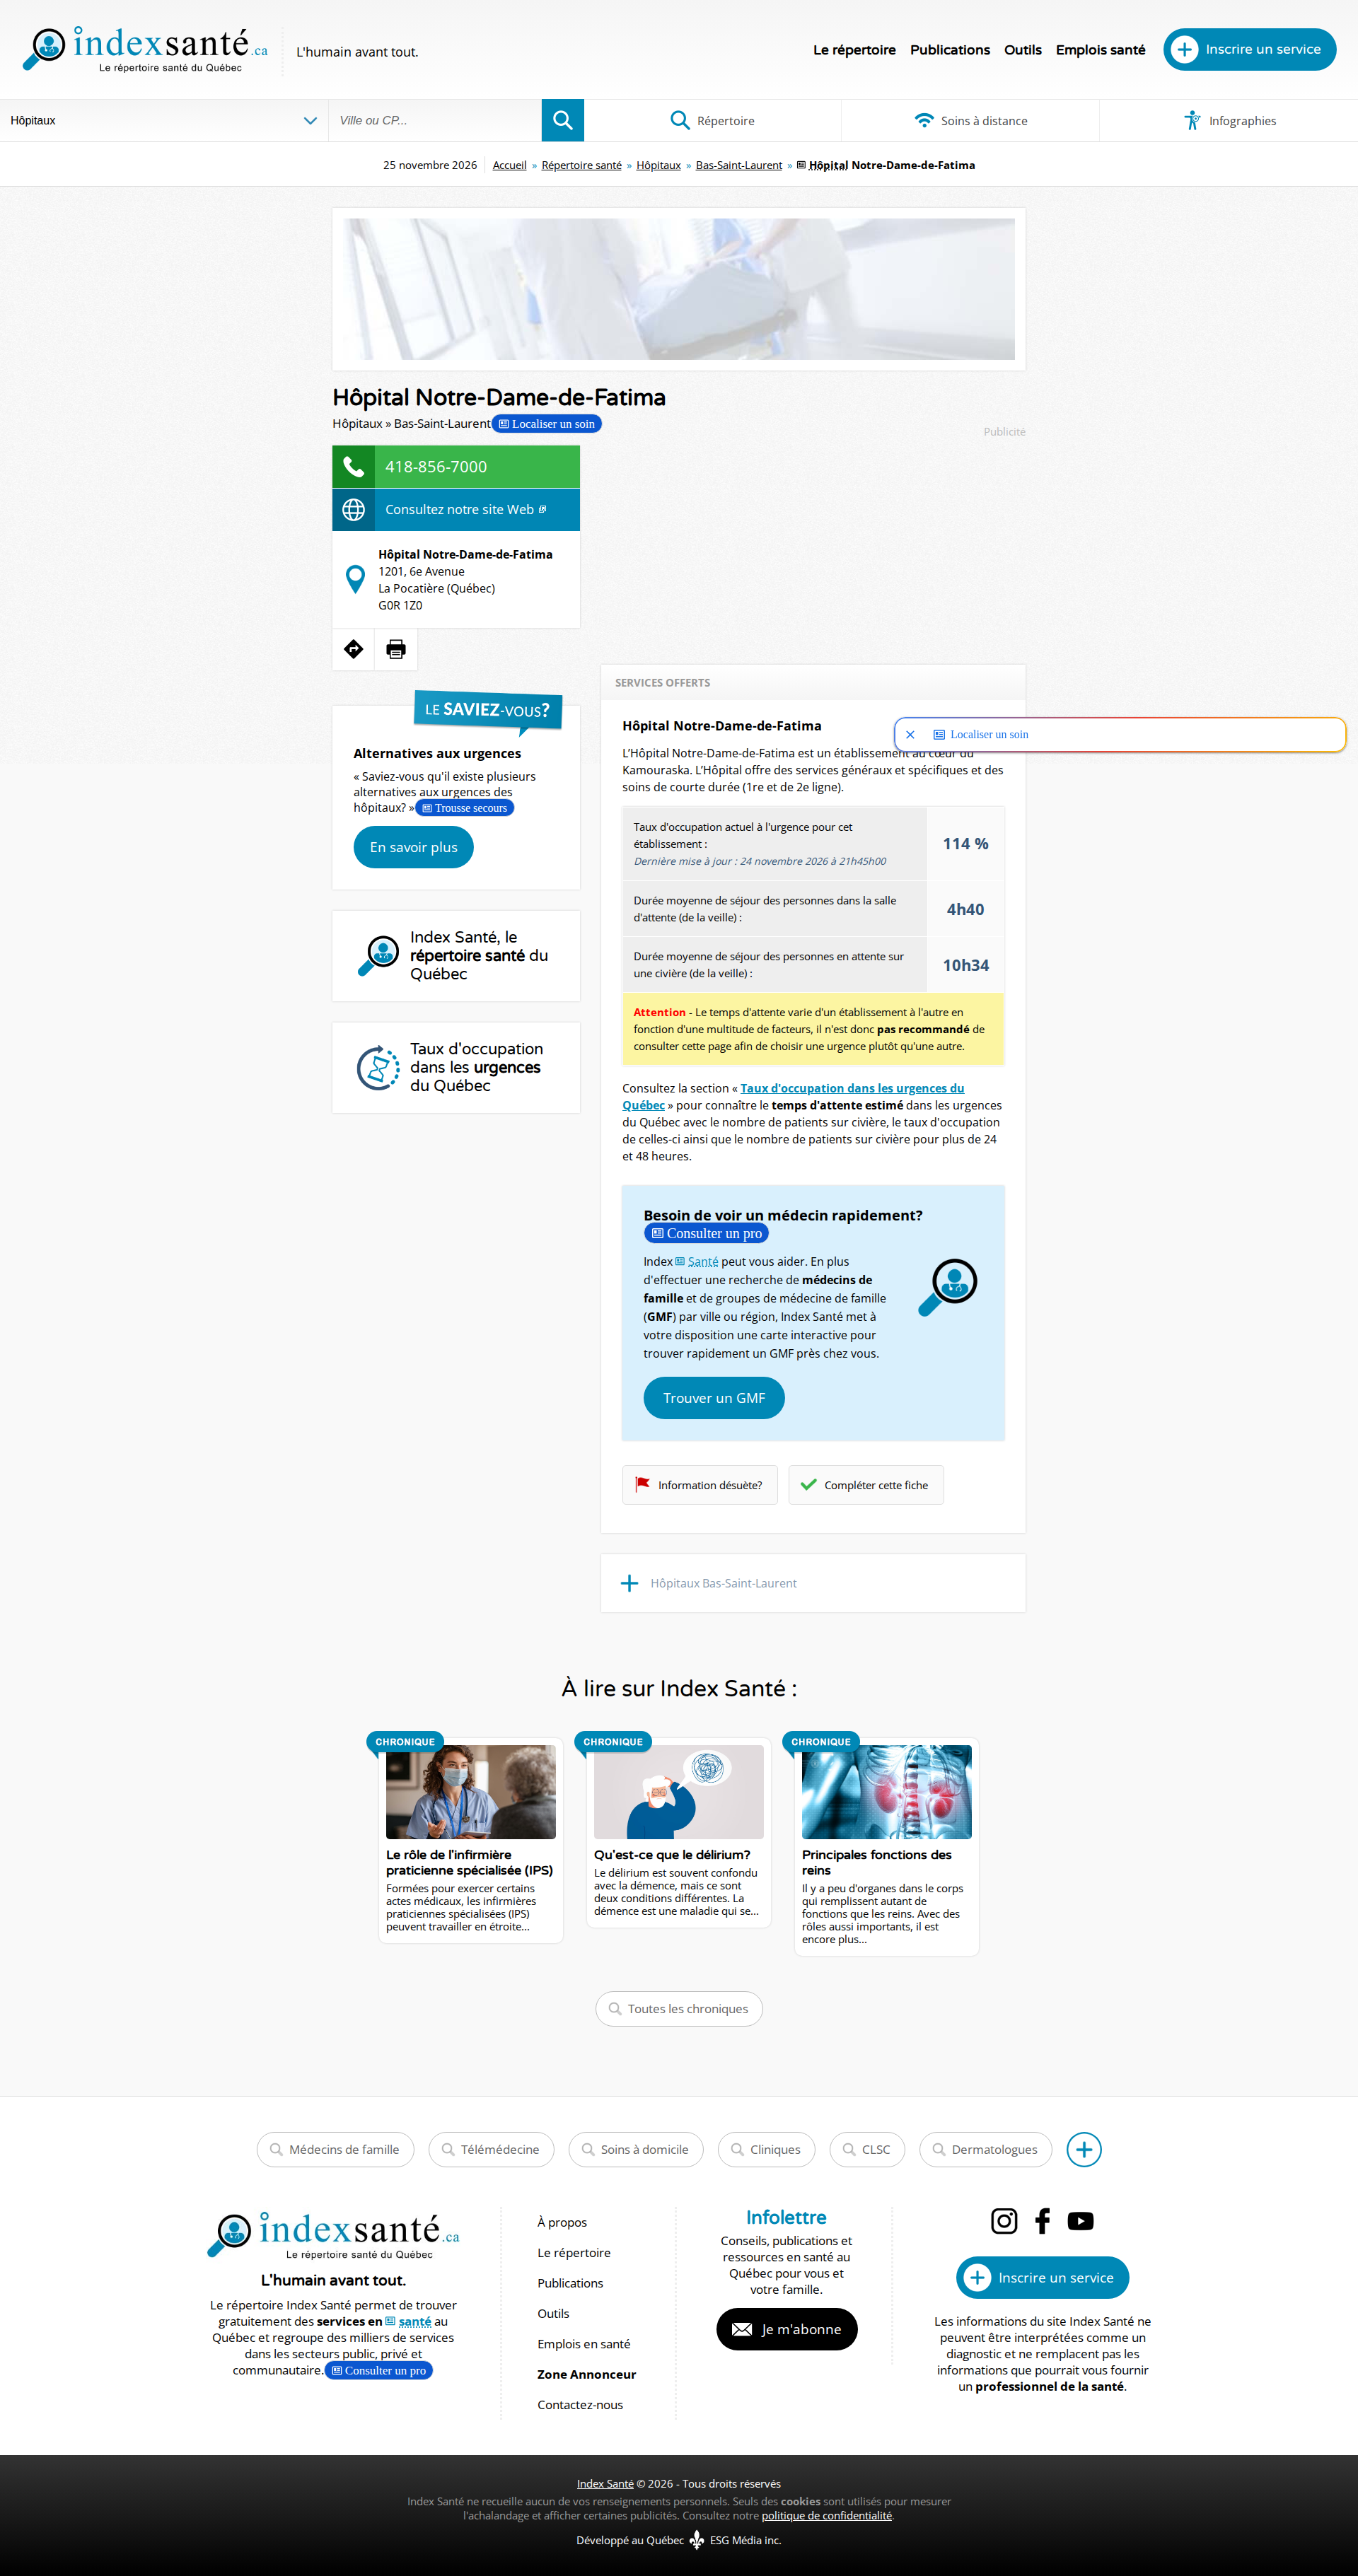 indexsanté.ca
Le répertoire santé du Québec
L'humain avant tout.
Le répertoire
Publications
Outils
Emplois santé
Inscrire un service
Hôpitaux
Ville ou CP...
Répertoire
Soins à distance
Infographies
25 novembre 2026
Accueil » Répertoire santé » Hôpitaux » Bas-Saint-Laurent » Hôpital Notre-Dame-de-Fatima
Hôpital Notre-Dame-de-Fatima
Hôpitaux » Bas-Saint-Laurent Localiser un soin
Publicité
418-856-7000
Consultez notre site Web
Hôpital Notre-Dame-de-Fatima
1201, 6e Avenue
La Pocatière (Québec)
G0R 1Z0
LE SAVIEZ-VOUS?
Alternatives aux urgences
« Saviez-vous qu'il existe plusieurs
alternatives aux urgences des
hôpitaux? » Trousse secours
En savoir plus
Index Santé, le
répertoire santé du
Québec
Taux d'occupation
dans les urgences
du Québec
SERVICES OFFERTS
Hôpital Notre-Dame-de-Fatima
Localiser un soin
L'Hôpital Notre-Dame-de-Fatima est un établissement au cœur du
Kamouraska. L'Hôpital offre des services généraux et spécifiques et des
soins de courte durée (1re et de 2e ligne).
Taux d'occupation actuel à l'urgence pour cet
établissement :
Dernière mise à jour : 24 novembre 2026 à 21h45h00
114 %
Durée moyenne de séjour des personnes dans la salle
d'attente (de la veille) :
4h40
Durée moyenne de séjour des personnes en attente sur
une civière (de la veille) :
10h34
Attention - Le temps d'attente varie d'un établissement à l'autre en
fonction d'une multitude de facteurs, il n'est donc pas recommandé de
consulter cette page afin de choisir une urgence plutôt qu'une autre.
Consultez la section « Taux d'occupation dans les urgences du
Québec » pour connaître le temps d'attente estimé dans les urgences
du Québec avec le nombre de patients sur civière, le taux d'occupation
de celles-ci ainsi que le nombre de patients sur civière pour plus de 24
et 48 heures.
Besoin de voir un médecin rapidement?
Consulter un pro
Index Santé peut vous aider. En plus
d'effectuer une recherche de médecins de
famille et de groupes de médecine de famille
(GMF) par ville ou région, Index Santé met à
votre disposition une carte interactive pour
trouver rapidement un GMF près chez vous.
Trouver un GMF
Information désuète?
Compléter cette fiche
Hôpitaux Bas-Saint-Laurent
À lire sur Index Santé :
CHRONIQUE
Le rôle de l'infirmière
praticienne spécialisée (IPS)
Formées pour exercer certains
actes médicaux, les infirmières
praticiennes spécialisées (IPS)
peuvent travailler en étroite...
CHRONIQUE
Qu'est-ce que le délirium?
Le délirium est souvent confondu
avec la démence, mais ce sont
deux conditions différentes. La
démence est une maladie qui se...
CHRONIQUE
Principales fonctions des
reins
Il y a peu d'organes dans le corps
qui remplissent autant de
fonctions que les reins. Avec des
rôles aussi importants, il est
encore plus...
Toutes les chroniques
Médecins de famille
Télémédecine
Soins à domicile
Cliniques
CLSC
Dermatologues
indexsanté.ca
Le répertoire santé du Québec
L'humain avant tout.
Le répertoire Index Santé permet de trouver
gratuitement des services en santé au
Québec et regroupe des milliers de services
dans les secteurs public, privé et
communautaire. Consulter un pro
À propos
Le répertoire
Publications
Outils
Emplois en santé
Zone Annonceur
Contactez-nous
Infolettre
Conseils, publications et
ressources en santé au
Québec pour vous et
votre famille.
Je m'abonne
Inscrire un service
Les informations du site Index Santé ne
peuvent être interprétées comme un
diagnostic et ne remplacent pas les
informations que pourrait vous fournir
un professionnel de la santé.
Index Santé © 2026 - Tous droits réservés
Index Santé ne recueille aucun de vos renseignements personnels. Seuls des cookies sont utilisés pour mesurer
l'achalandage et afficher certaines publicités. Consultez notre politique de confidentialité.
Développé au Québec ESG Média inc.